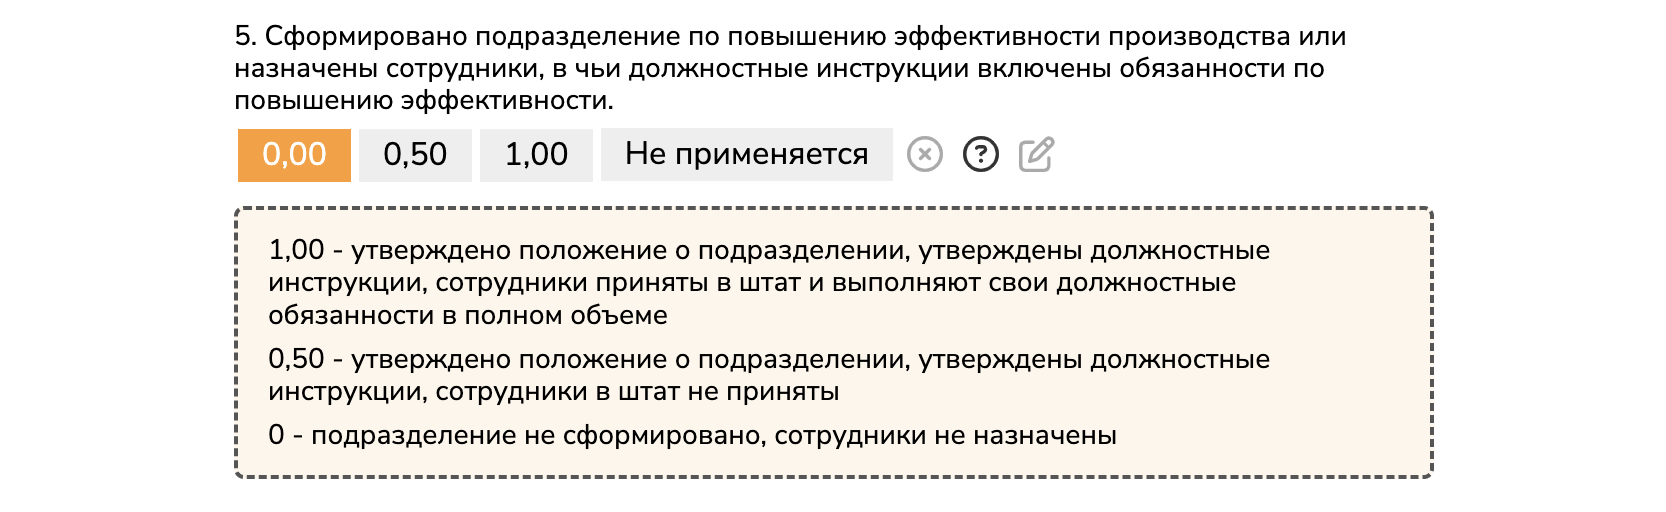 5. Сформировано подразделение по повышению эффективности производства или
назначены сотрудники, в чьи должностные инструкции включены обязанности по
повышению эффективности.
0,00 0,50 1,00 Не применяется
1,00 - утверждено положение о подразделении, утверждены должностные
инструкции, сотрудники приняты в штат и выполняют свои должностные
обязанности в полном объеме
0,50 - утверждено положение о подразделении, утверждены должностные
инструкции, сотрудники в штат не приняты
0 - подразделение не сформировано, сотрудники не назначены